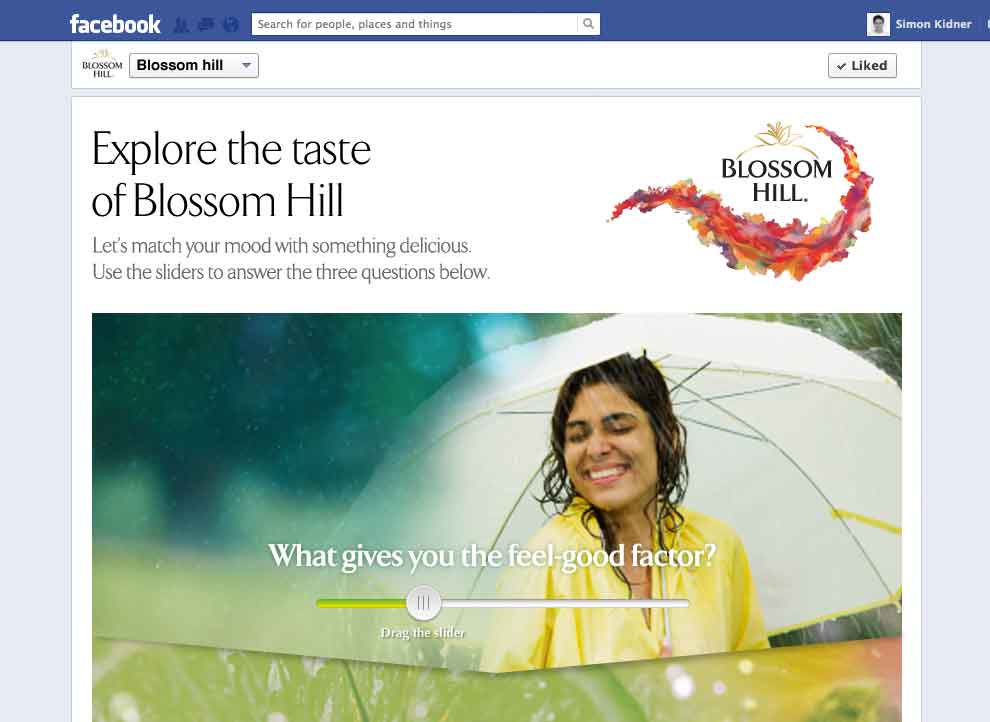 facebook
Search for people, places and things
Simon Kidner
BLOSSOM
HILL.
Blossom hill
Liked
Explore the taste
of Blossom Hill
Let's match your mood with something delicious.
Use the sliders to answer the three questions below.
BLOSSOM
HILL.
What gives you the feel-good factor?
Drag the slider